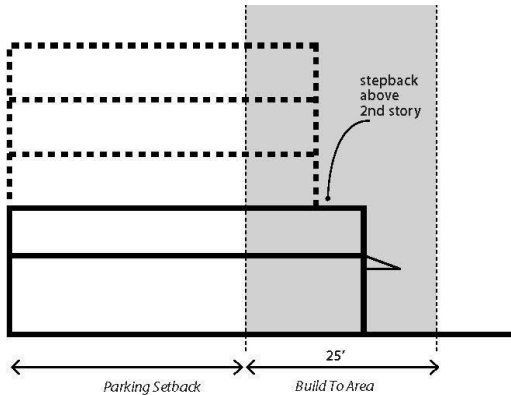 stepback
above
2nd story
25'
Parking Setback
Build To Area